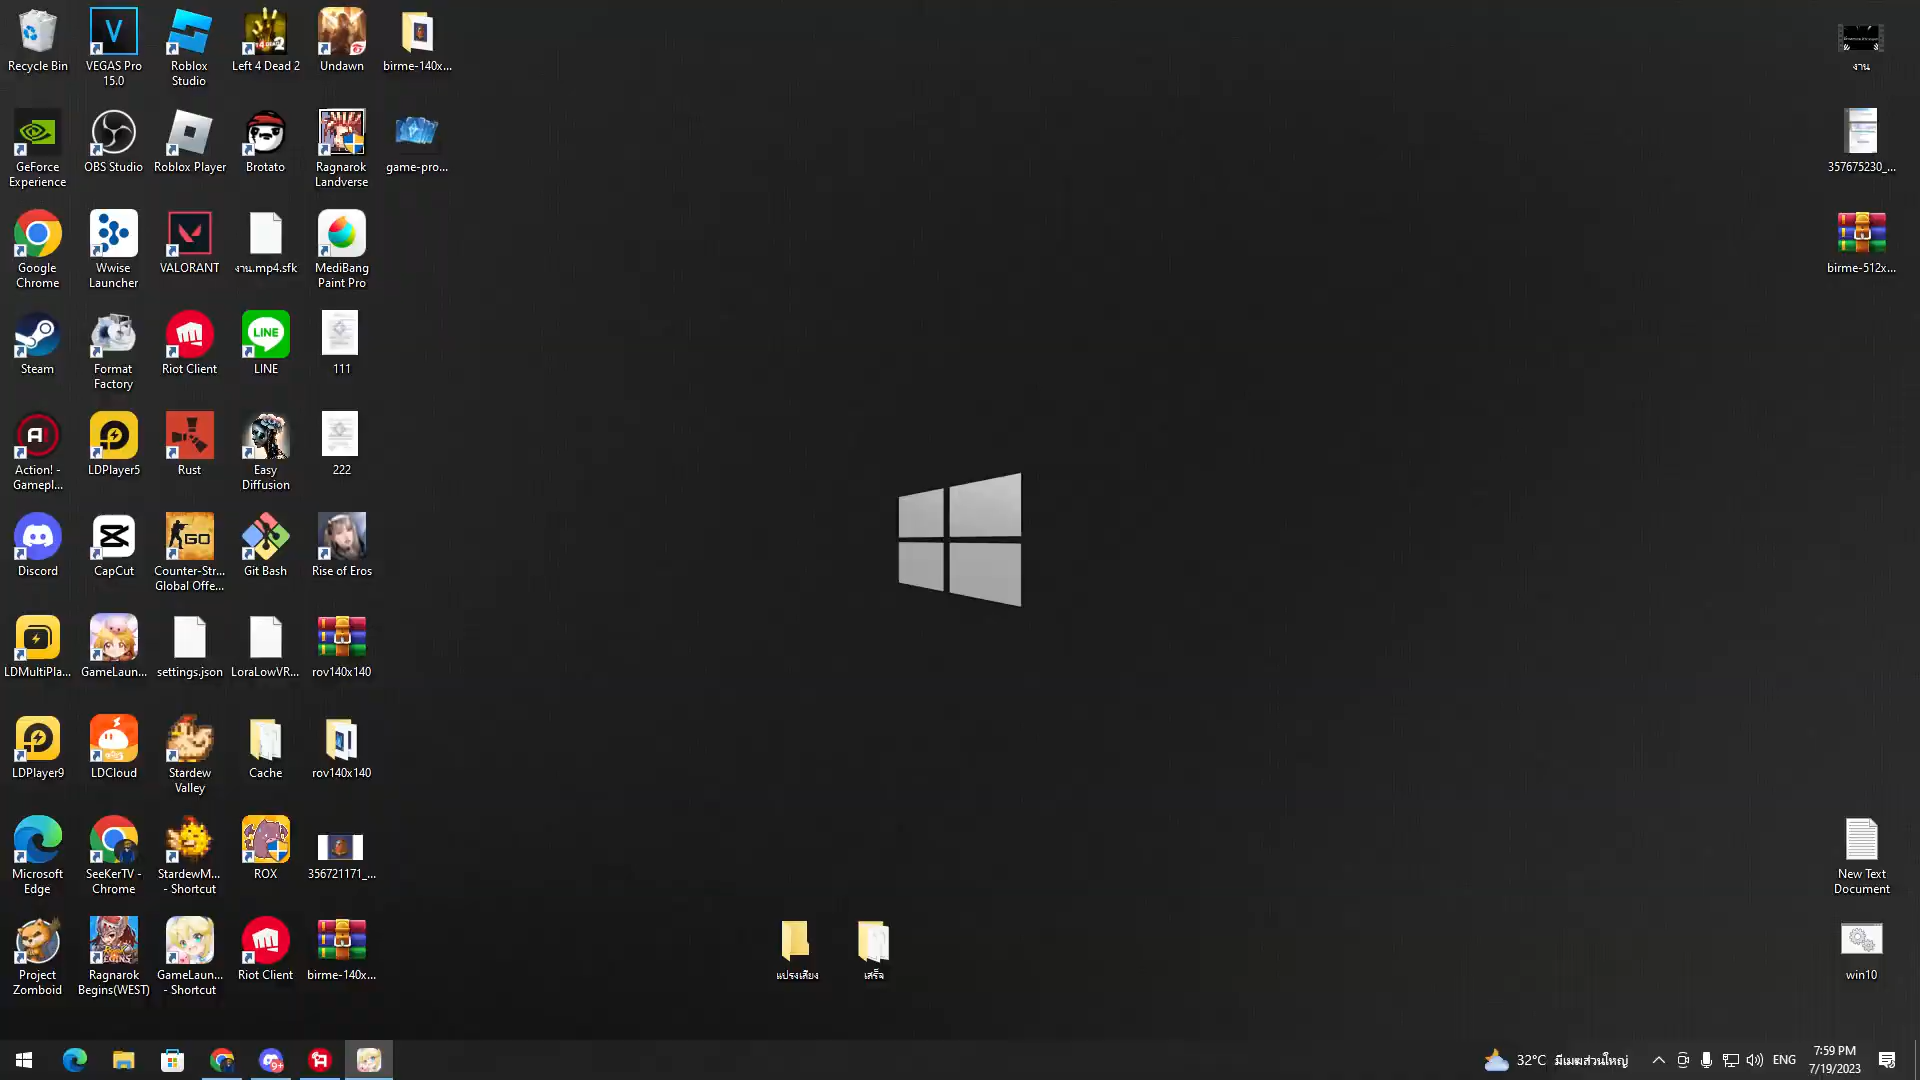 Recycle Bin
VEGAS Pro
15.0
Roblox
Studio
Left 4 Dead 2
Undawn
birme-140x...
งาน
GeForce
Experience
OBS Studio
Roblox Player
Brotato
Ragnarok
Landverse
game-pro...
357675230_...
Google
Chrome
Wwise
Launcher
VALORANT
งาน.mp4.sfk
MediBang
Paint Pro
birme-512x...
Steam
Format
Factory
Riot Client
LINE
LINE
111
Action! -
Gamepl...
LDPlayer5
Rust
Easy
Diffusion
222
Discord
CapCut
GO
Counter-Str...
Global Offe...
Git Bash
Rise of Eros
LDMultiPla...
GameLaun...
settings.json
LoraLowVR...
rov140x140
LDPlayer9
LDCloud
Stardew
Valley
Cache
rov140x140
Microsoft
Edge
SeeKerTV -
Chrome
StardewM...
- Shortcut
ROX
356721171_...
New Text
Document
Project
Zomboid
Ragnarok
Begins(WEST)
GameLaun...
- Shortcut
Riot Client
birme-140x...
แปรงเสียง
เสร็จ
win10
9+
32°C มีเมฆส่วนใหญ่
ENG
7:59 PM
7/19/2023